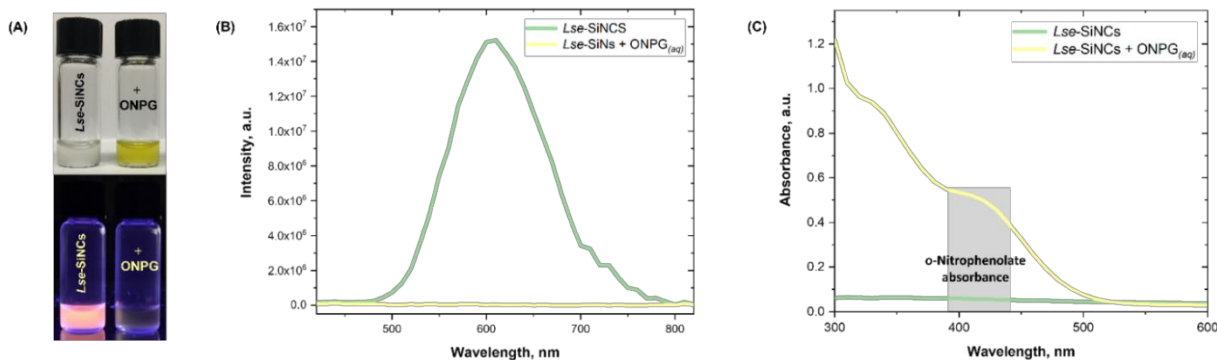 (A)
Lse-SiNCs
+
ONPG
Lse-SiNCs
+
ONPG
(B)
Intensity, a.u.
1.6x10⁷
1.5x10⁷
1.2x10⁷
1.0x10⁷
8.0x10⁶
6.0x10⁶
4.0x10⁶
2.0x10⁶
0.0
Lse-SiNCS
Lse-SiNs + ONPG(aq)
500
600
700
800
Wavelength, nm
(C)
Absorbance, a.u.
1.2
1.0
0.8
0.6
0.4
0.2
0.0
Lse-SiNCs
Lse-SiNCs + ONPG(aq)
o-Nitrophenolate
absorbance
300
400
500
600
Wavelength, nm